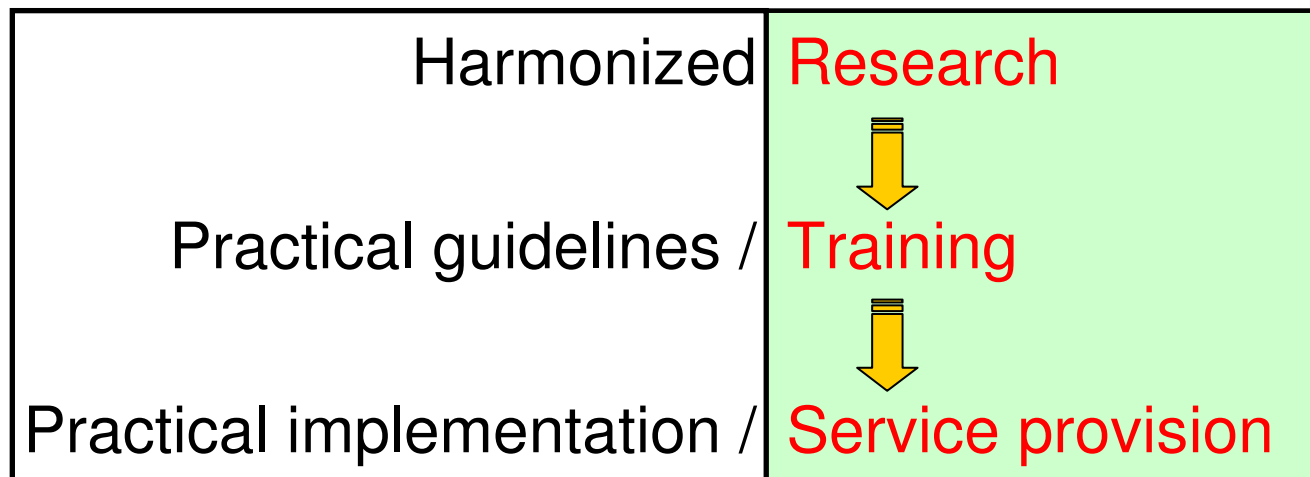 Harmonized Research
Practical guidelines / Training
Practical implementation / Service provision